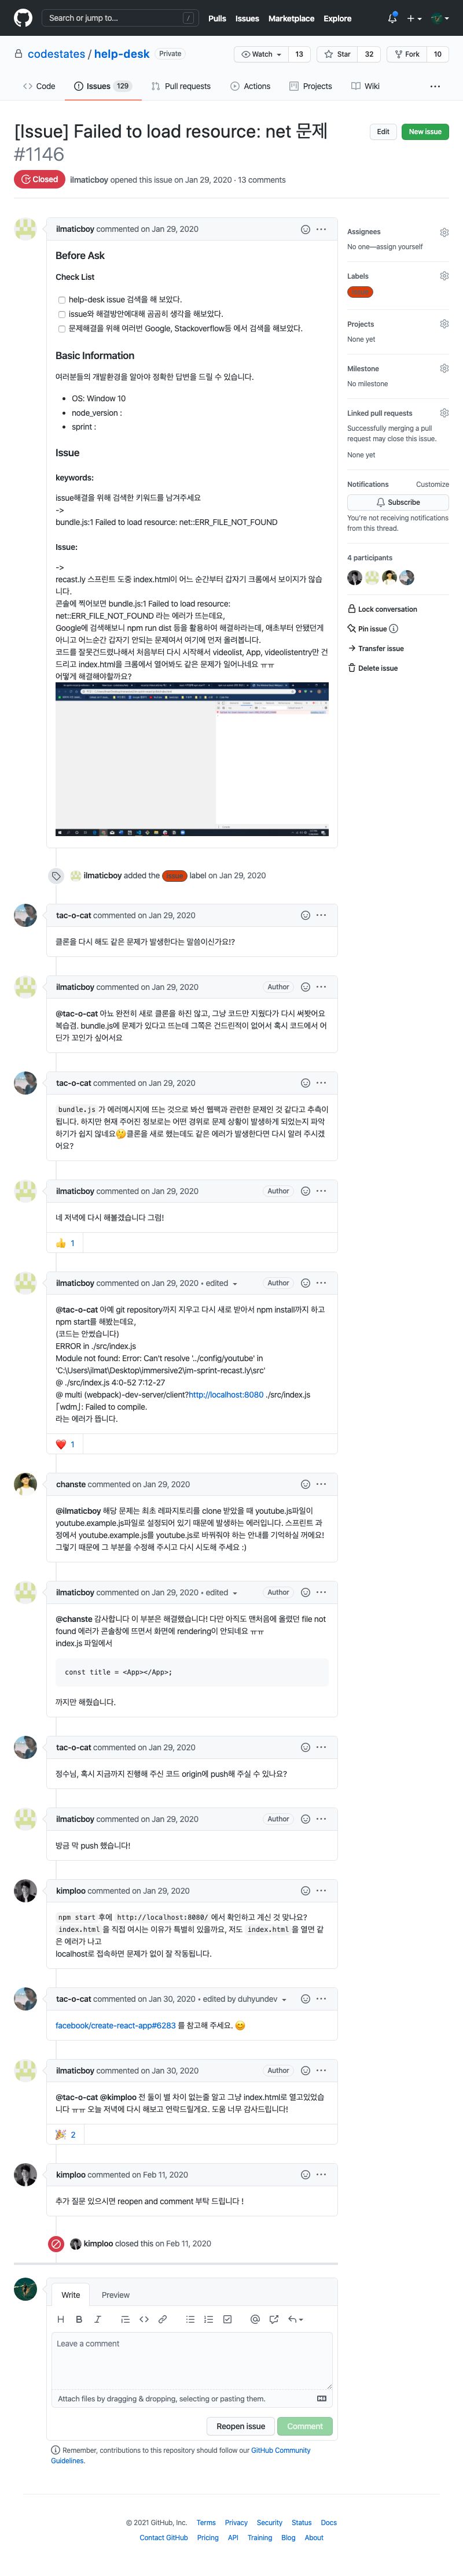 Search or jump to...
/
Pulls Issues Marketplace Explore
codestates / help-desk Private
Watch 13 Star 32 Fork 10
Code Issues 129 Pull requests Actions Projects Wiki
[Issue] Failed to load resource: net 문제
#1146
Edit New issue
Closed ilmaticboy opened this issue on Jan 29, 2020 · 13 comments
ilmaticboy commented on Jan 29, 2020
Before Ask
Check List
help-desk issue 검색을 해 보았다.
issue와 해결방안에대해 곰곰히 생각을 해보았다.
문제해결을 위해 여러번 Google, Stackoverflow등 에서 검색을 해보았다.
Basic Information
여러분들의 개발환경을 알아야 정확한 답변을 드릴 수 있습니다.
OS: Window 10
node_version :
sprint :
Issue
keywords:
issue해결을 위해 검색한 키워드를 남겨주세요
->
bundle.js:1 Failed to load resource: net::ERR_FILE_NOT_FOUND
Issue:
->
recast.ly 스프린트 도중 index.html이 어느 순간부터 갑자기 크롬에서 보이지가 않습
니다.
콘솔에 찍어보면 bundle.js:1 Failed to load resource:
net::ERR_FILE_NOT_FOUND 라는 에러가 뜨는데요,
Google에 검색해보니 npm run dist 등을 활용하여 해결하라는데, 애초부터 안됐던게
아니고 어느순간 갑자기 안되는 문제여서 여기에 먼저 올려봅니다.
코드를 잘못건드렸나해서 처음부터 다시 시작해서 videolist, App, videolistentry만 건
드리고 index.html을 크롬에서 열어봐도 같은 문제가 일어나네요 ㅠㅠ
어떻게 해결해야할까요?
Assignees
No one—assign yourself
Labels
Projects
None yet
Milestone
No milestone
Linked pull requests
Successfully merging a pull
request may close this issue.
None yet
Notifications Customize
Subscribe
You're not receiving notifications
from this thread.
4 participants
Lock conversation
Pin issue
Transfer issue
Delete issue
ilmaticboy added the label on Jan 29, 2020
tac-o-cat commented on Jan 29, 2020
클론을 다시 해도 같은 문제가 발생한다는 말씀이신가요!?
ilmaticboy commented on Jan 29, 2020 Author
@tac-o-cat 아뇨 완전히 새로 클론을 하진 않고, 그냥 코드만 지웠다가 다시 써봣어요
복습겸. bundle.js에 문제가 있다고 뜨는데 그쪽은 건드린적이 없어서 혹시 코드에서 어
딘가 꼬인가 싶어서요
tac-o-cat commented on Jan 29, 2020
bundle.js 가 에러메시지에 뜨는 것으로 봐선 웹팩과 관련한 문제인 것 같다고 추측이
됩니다. 하지만 현재 주어진 정보로는 어떤 경위로 문제 상황이 발생하게 되었는지 파악
하기가 쉽지 않네요🤔클론을 새로 했는데도 같은 에러가 발생한다면 다시 알려 주시겠
어요?
ilmaticboy commented on Jan 29, 2020 Author
네 저녁에 다시 해볼겠습니다 그럼!
👍 1
ilmaticboy commented on Jan 29, 2020 • edited Author
@tac-o-cat 아예 git repository까지 지우고 다시 새로 받아서 npm install까지 하고
npm start를 해봤는데요,
(코드는 안썼습니다)
ERROR in ./src/index.js
Module not found: Error: Can't resolve '../config/youtube' in
'C:\Users\ilmat\Desktop\immersive2\im-sprint-recast.ly\src'
@ ./src/index.js 4:0-52 7:12-27
@ multi (webpack)-dev-server/client?http://localhost:8080 ./src/index.js
｢wdm｣: Failed to compile.
라는 에러가 뜹니다.
❤️ 1
chanste commented on Jan 29, 2020
@ilmaticboy 해당 문제는 최초 레파지토리를 clone 받았을 때 youtube.js파일이
youtube.example.js파일로 설정되어 있기 때문에 발생하는 에러입니다. 스프린트 과
정에서 youtube.example.js를 youtube.js로 바꿔줘야 하는 안내를 기억하실 꺼에요!
그렇기 때문에 그 부분을 수정해 주시고 다시 시도해 주세요 :)
ilmaticboy commented on Jan 29, 2020 • edited Author
@chanste 감사합니다 이 부분은 해결했습니다! 다만 아직도 맨처음에 올렸던 file not
found 에러가 콘솔창에 뜨면서 화면에 rendering이 안되네요 ㅠㅠ
index.js 파일에서
const title = <App></App>;
까지만 해줬습니다.
tac-o-cat commented on Jan 29, 2020
정수님, 혹시 지금까지 진행해 주신 코드 origin에 push해 주실 수 있나요?
ilmaticboy commented on Jan 29, 2020 Author
방금 막 push 했습니다!
kimploo commented on Jan 29, 2020
npm start 후에 http://localhost:8080/ 에서 확인하고 계신 것 맞나요?
index.html 을 직접 여시는 이유가 특별히 있을까요, 저도 index.html 을 열면 같
은 에러가 나고
localhost로 접속하면 문제가 없이 잘 작동됩니다.
tac-o-cat commented on Jan 30, 2020 • edited by duhyundev
facebook/create-react-app#6283 를 참고해 주세요. 😊
ilmaticboy commented on Jan 30, 2020 Author
@tac-o-cat @kimploo 전 둘이 별 차이 없는줄 알고 그냥 index.html로 열고있었습
니다 ㅠㅠ 오늘 저녁에 다시 해보고 연락드릴게요. 도움 너무 감사드립니다!
🎉 2
kimploo commented on Feb 11, 2020
추가 질문 있으시면 reopen and comment 부탁 드립니다 !
kimploo closed this on Feb 11, 2020
Write Preview
Leave a comment
Attach files by dragging & dropping, selecting or pasting them.
Reopen issue Comment
Remember, contributions to this repository should follow our GitHub Community
Guidelines.
© 2021 GitHub, Inc. Terms Privacy Security Status Docs
Contact GitHub Pricing API Training Blog About